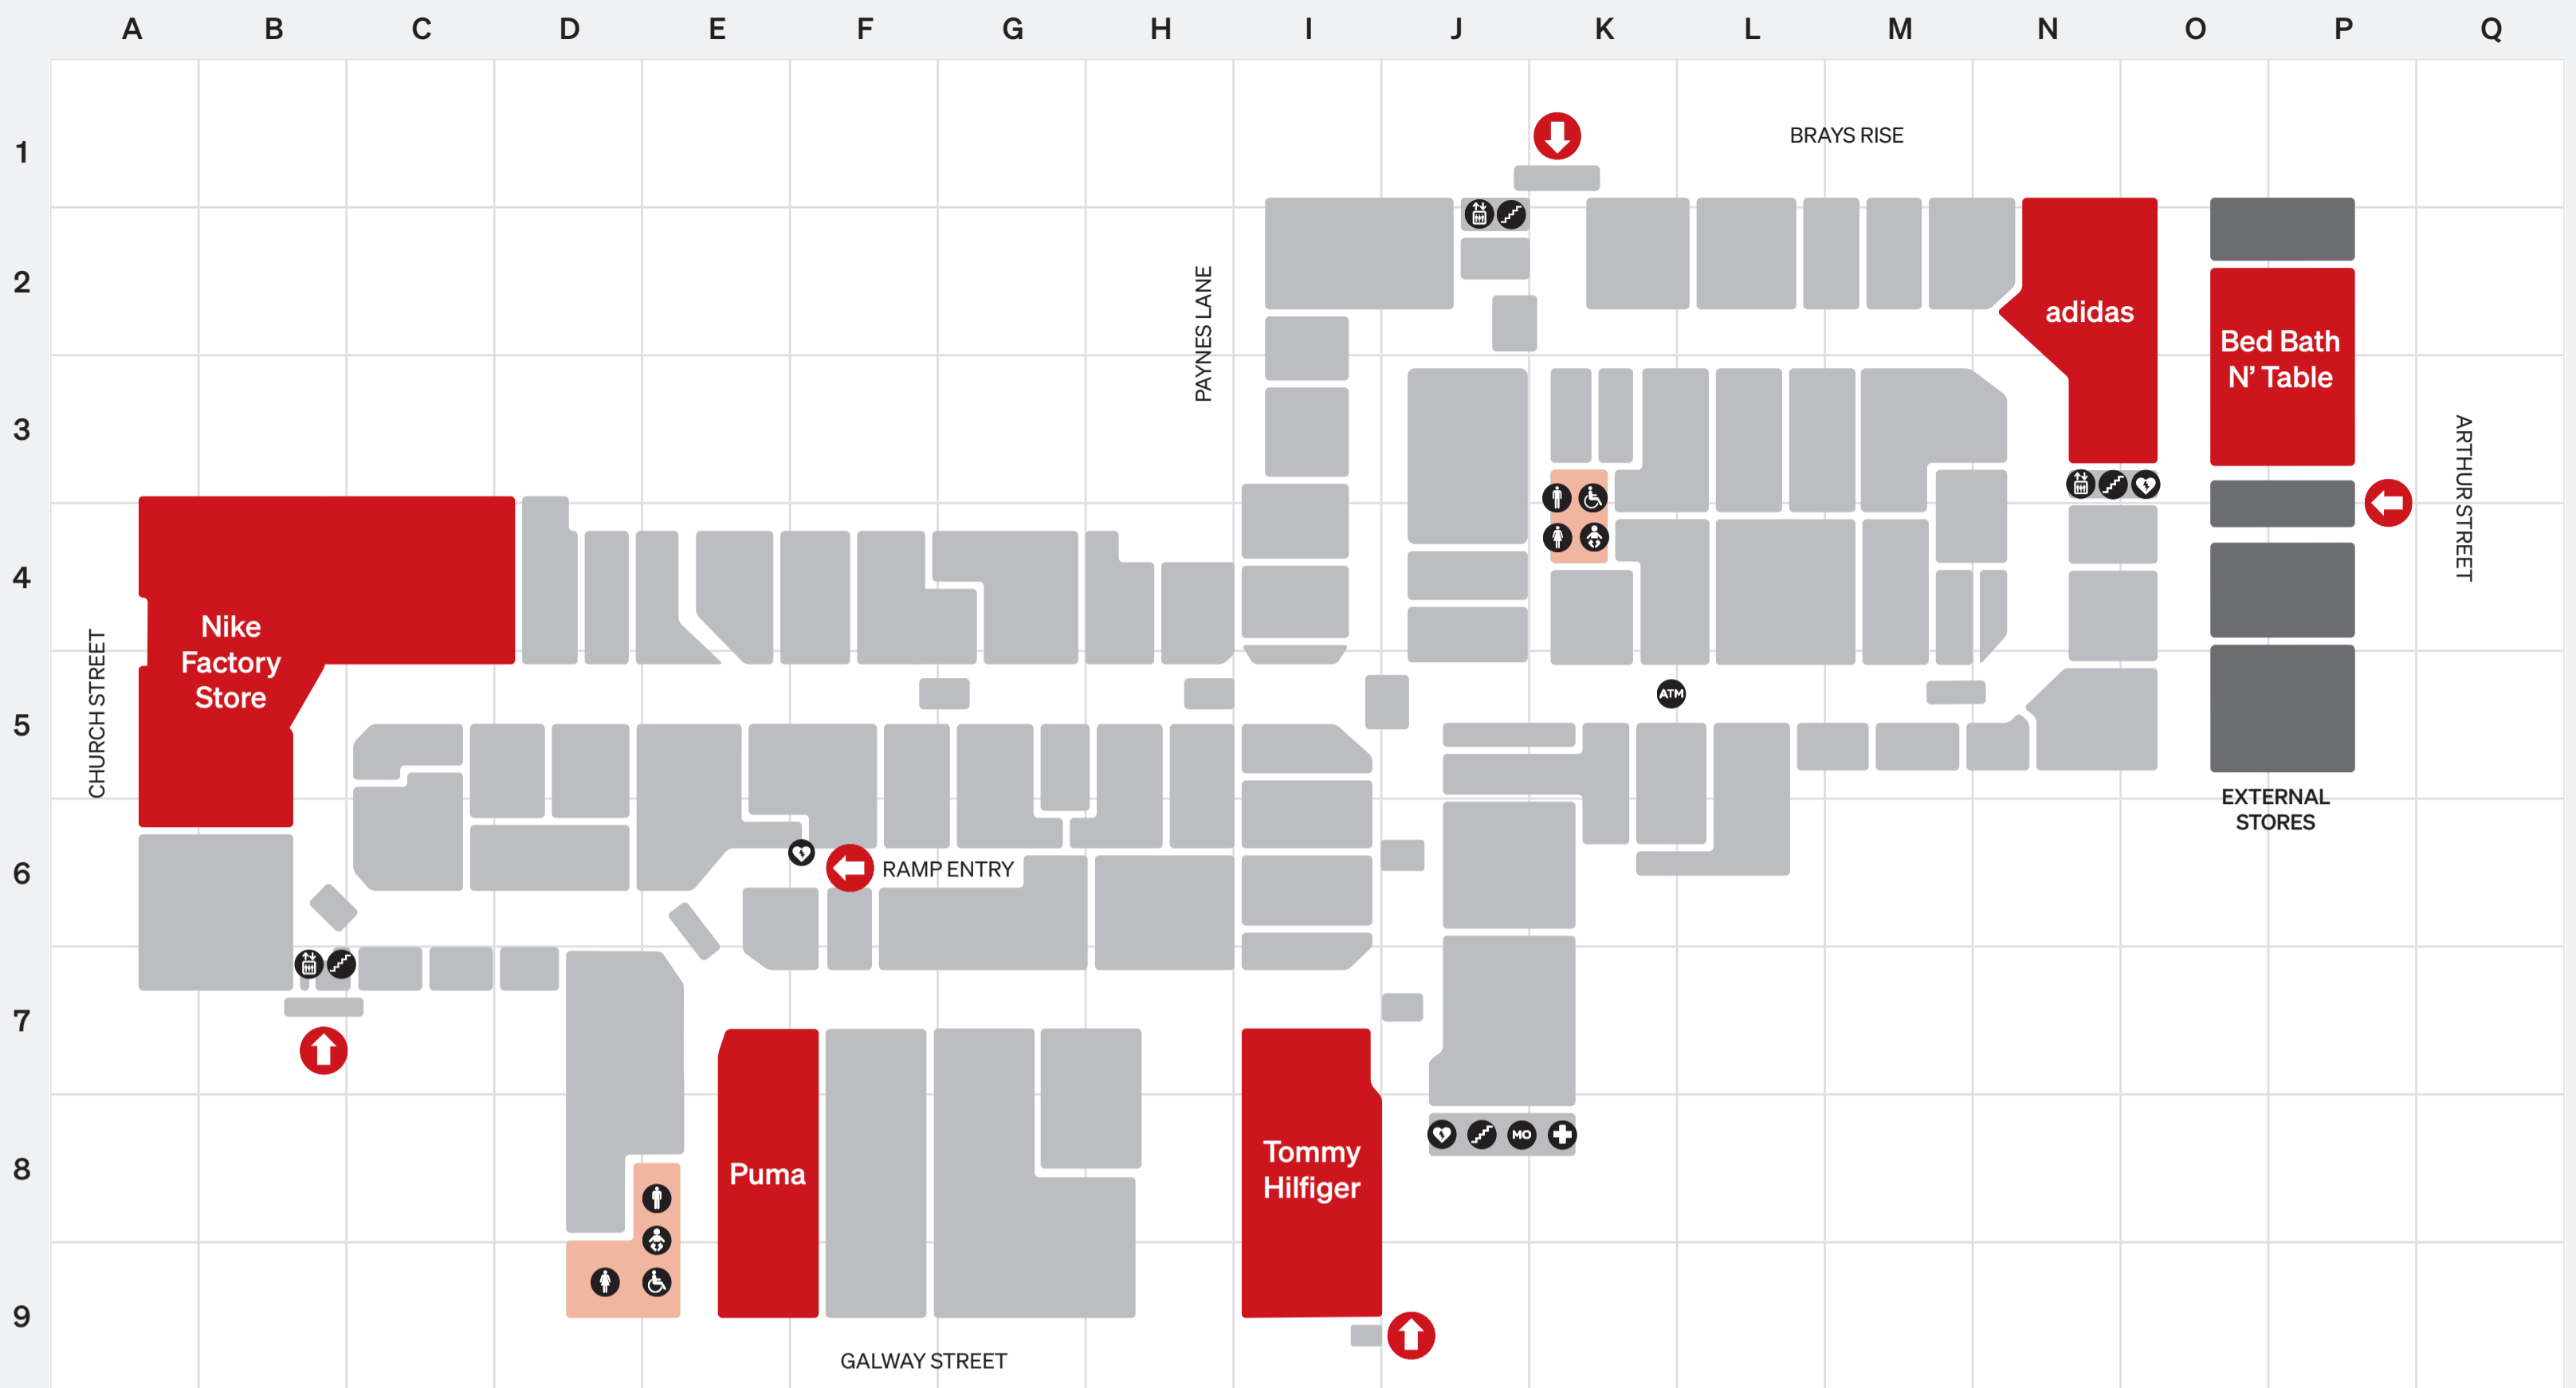 A B C D E F G H I J K L M N O P Q
1
BRAYS RISE
2
PAYNES LANE
adidas
Bed Bath
N’ Table
3
ARTHUR STREET
4
Nike
Factory
Store
CHURCH STREET
ATM
5
EXTERNAL
STORES
6
RAMP ENTRY
7
8
Puma
Tommy
Hilfiger
MO
9
GALWAY STREET